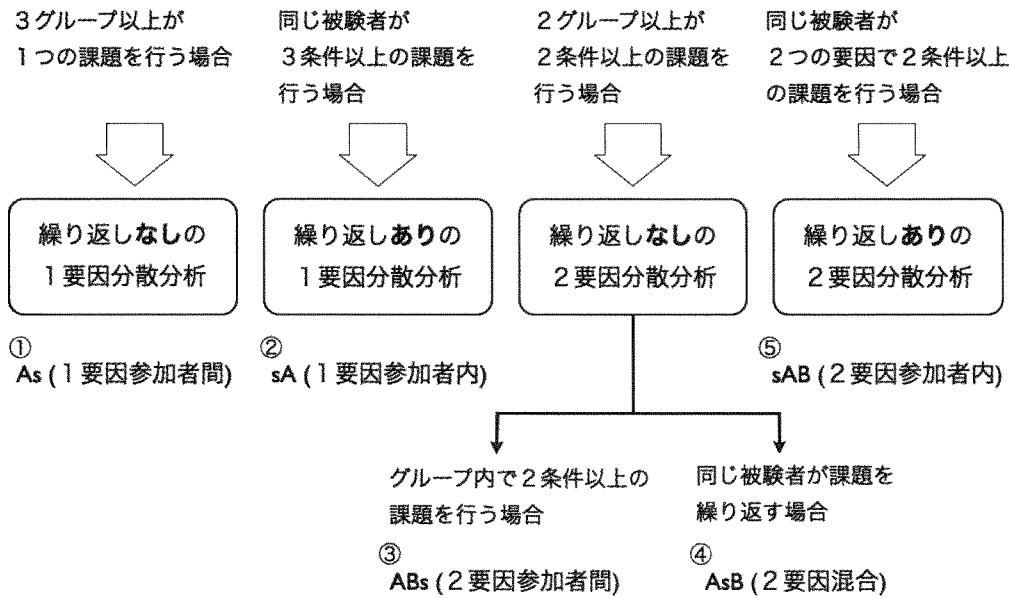 3グループ以上が
1つの課題を行う場合
同じ被験者が
3条件以上の課題を
行う場合
2グループ以上が
2条件以上の課題を
行う場合
同じ被験者が
2つの要因で2条件以上
の課題を行う場合
繰り返しなしの
1要因分散分析
繰り返しありの
1要因分散分析
繰り返しなしの
2要因分散分析
繰り返しありの
2要因分散分析
①
As (1要因参加者間)
②
sA (1要因参加者内)
⑤
sAB (2要因参加者内)
グループ内で2条件以上の
課題を行う場合
③
ABs (2要因参加者間)
同じ被験者が課題を
繰り返す場合
④
AsB (2要因混合)